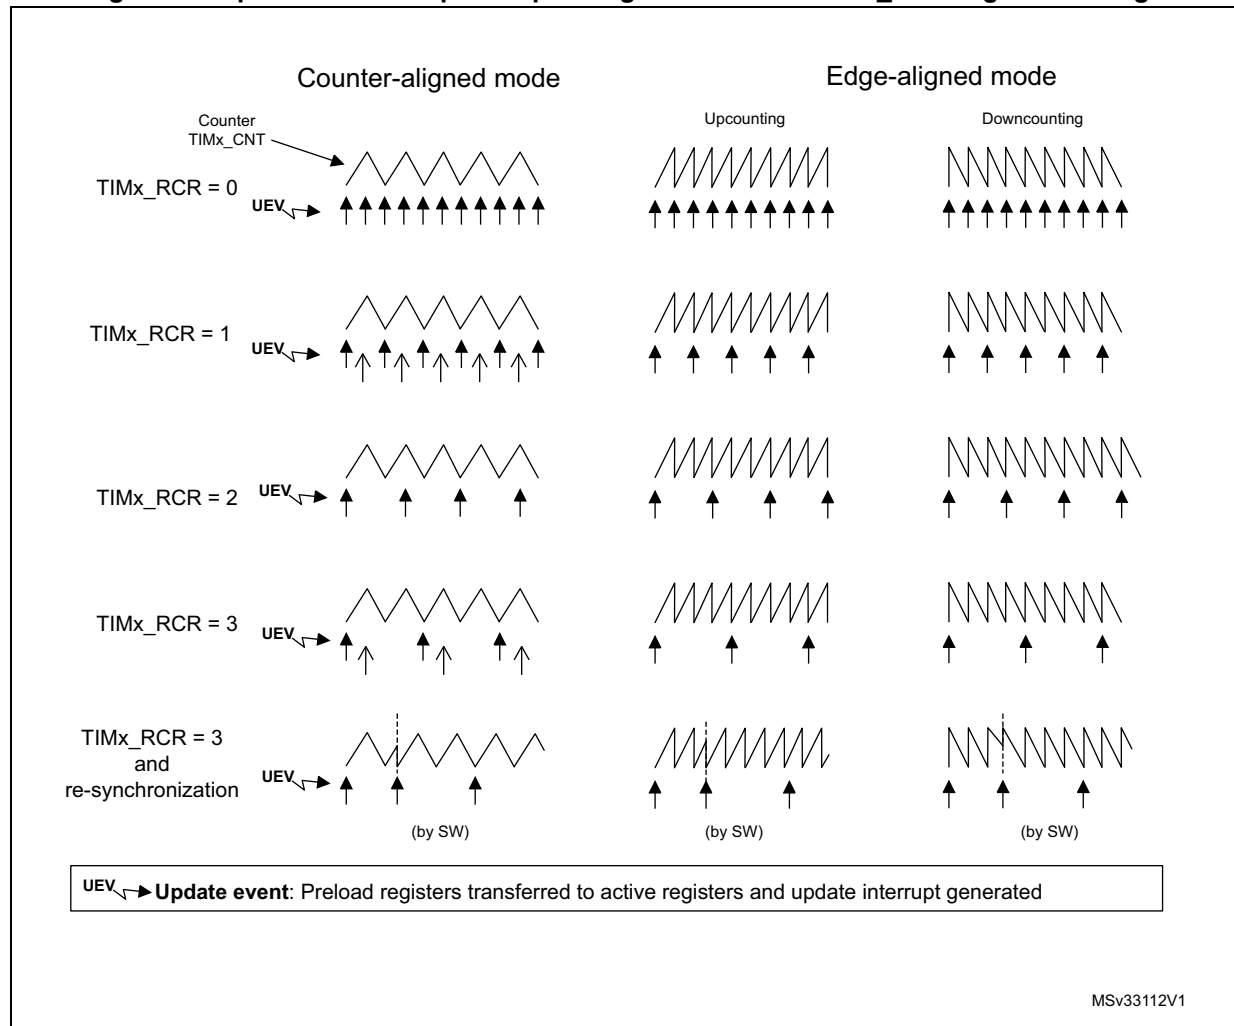 Counter-aligned mode
Edge-aligned mode
Counter
TIMx_CNT
Upcounting
Downcounting
TIMx_RCR = 0
UEV
TIMx_RCR = 1
UEV
TIMx_RCR = 2
UEV
TIMx_RCR = 3
UEV
TIMx_RCR = 3
and
re-synchronization
UEV
(by SW)
(by SW)
(by SW)
UEV Update event: Preload registers transferred to active registers and update interrupt generated
MSv33112V1